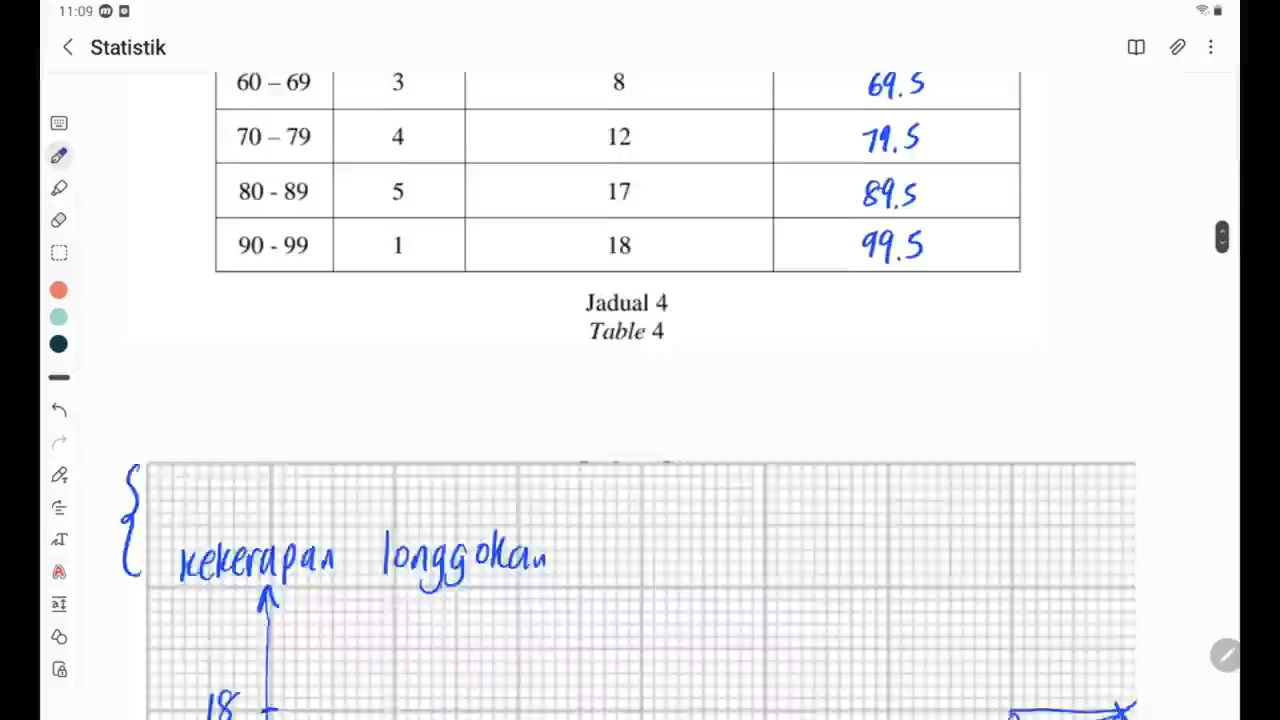 11:09
Statistik
60 – 69 3 8 69.5
70 – 79 4 12 79.5
80 - 89 5 17 89.5
90 - 99 1 18 99.5
Jadual 4
Table 4
kekerapan longgokan
18